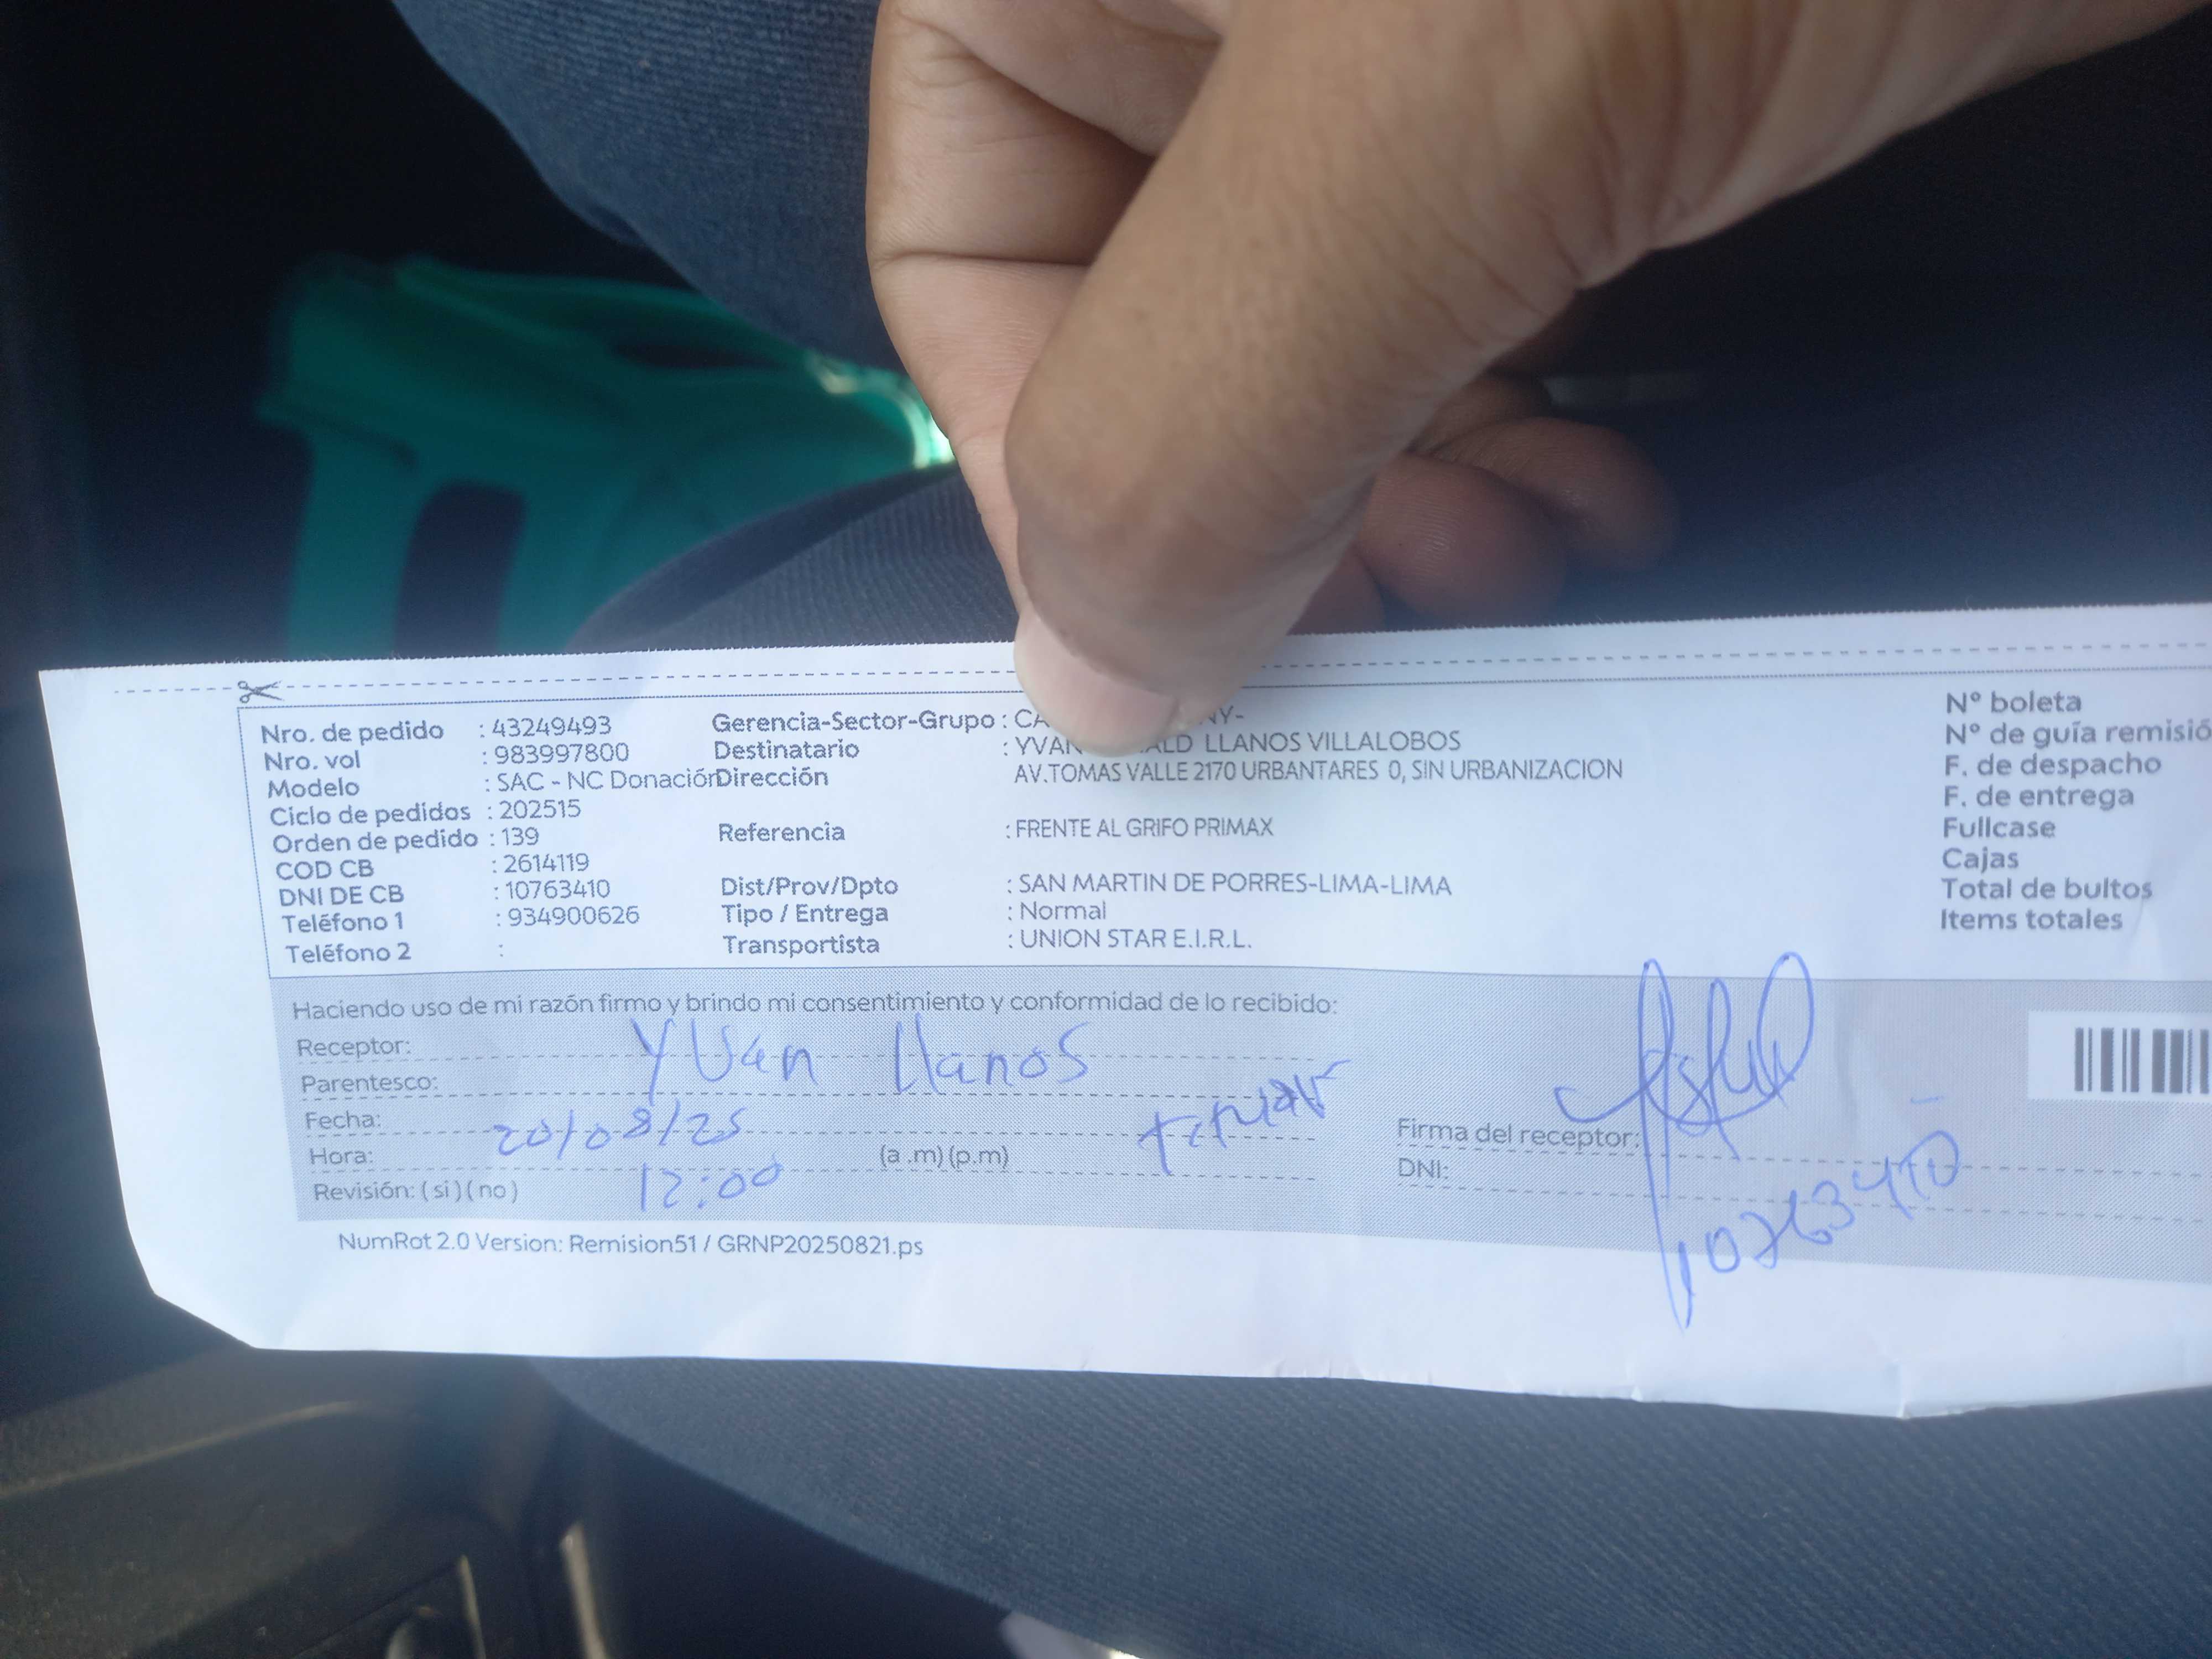 Nro. de pedido : 43249493
Nro. vol : 983997800
Modelo : SAC - NC Donación
Ciclo de pedidos : 202515
Orden de pedido : 139
COD CB : 2614119
DNI DE CB : 10763410
Teléfono 1 : 934900626
Teléfono 2 :
Gerencia-Sector-Grupo :
Destinatario : LLANOS VILLALOBOS
Dirección AV.TOMAS VALLE 2170 URBANTARES 0, SIN URBANIZACION
Referencia : FRENTE AL GRIFO PRIMAX
Dist/Prov/Dpto : SAN MARTIN DE PORRES-LIMA-LIMA
Tipo / Entrega : Normal
Transportista : UNION STAR E.I.R.L.
N° boleta
N° de guía
F. de despacho
F. de entrega
Fullcase
Cajas
Total de bultos
Items totales
Haciendo uso de mi razón firmo y brindo mi consentimiento y conformidad de lo recibido:
Receptor: Yvan Llanos
Parentesco: titular
Fecha: 20/08/25
Hora: 12:00 (a .m) (p.m)
Revisión: ( si ) ( no )
Firma del receptor:
DNI: 10763410
NumRot 2.0 Version: Remision51 / GRNP20250821.ps